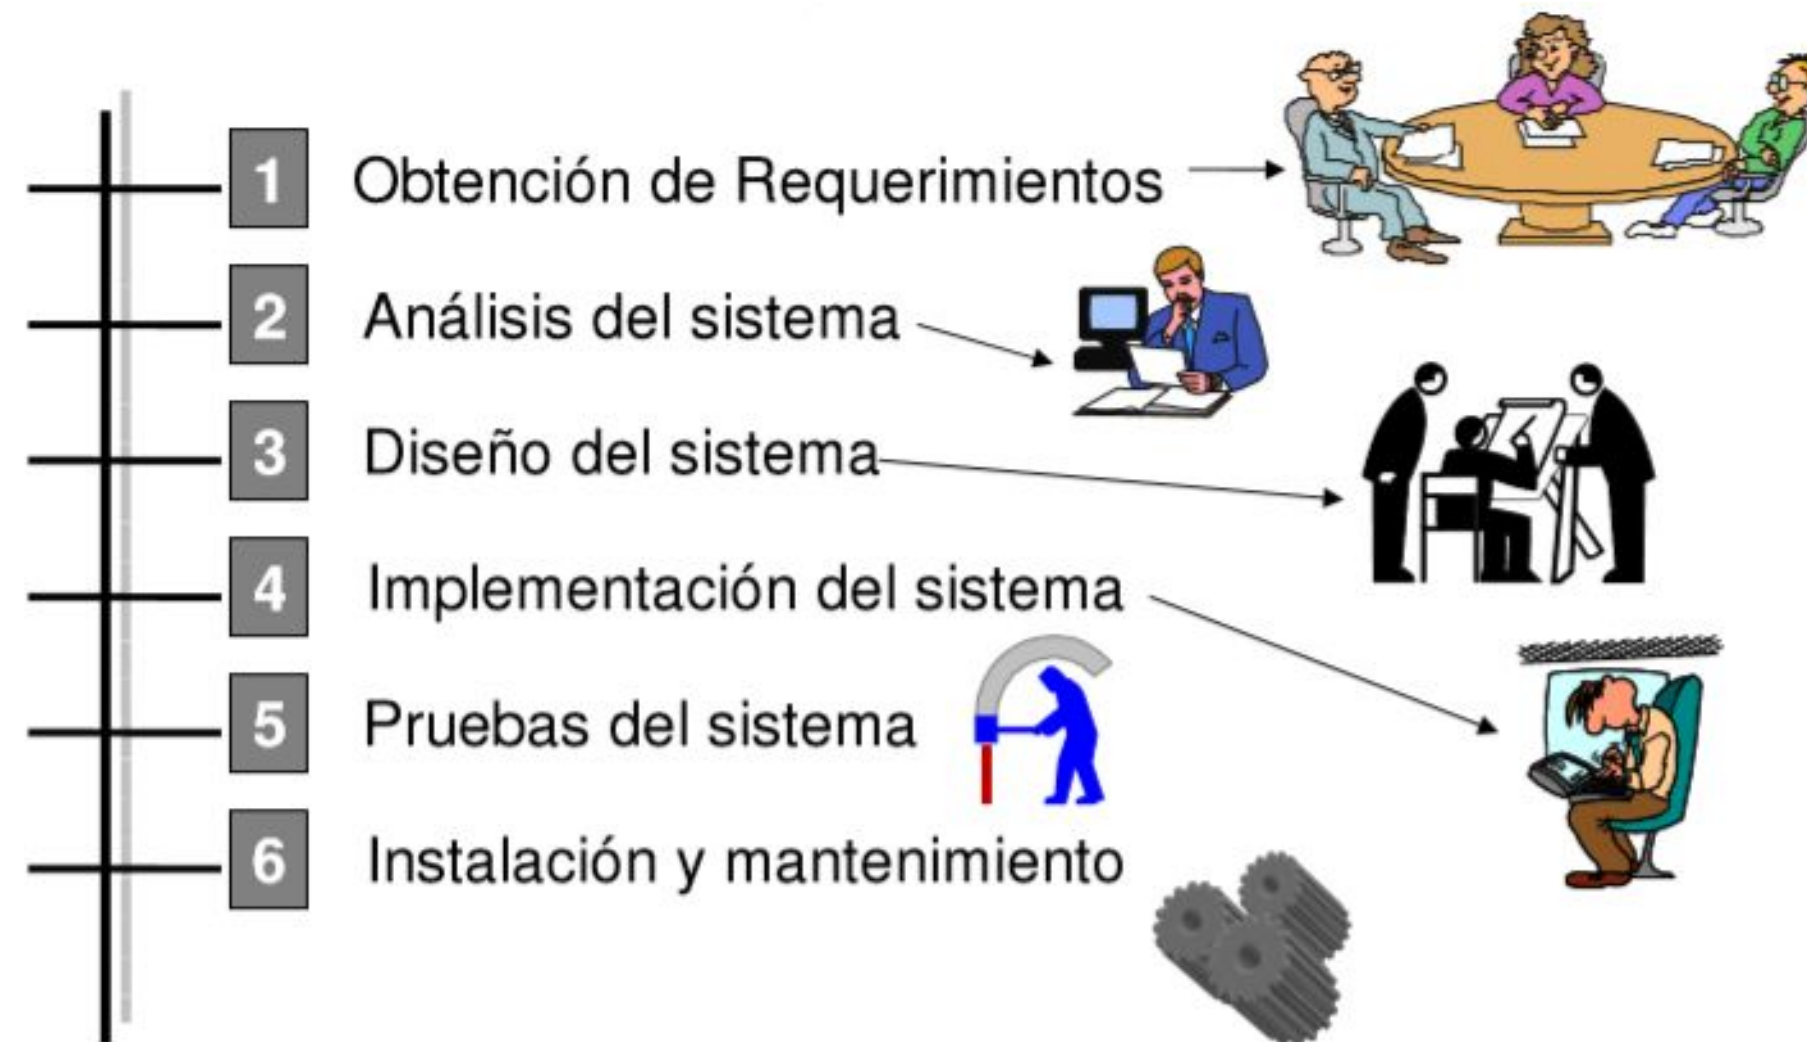 1 Obtención de Requerimientos
2 Análisis del sistema
3 Diseño del sistema
4 Implementación del sistema
5 Pruebas del sistema
6 Instalación y mantenimiento